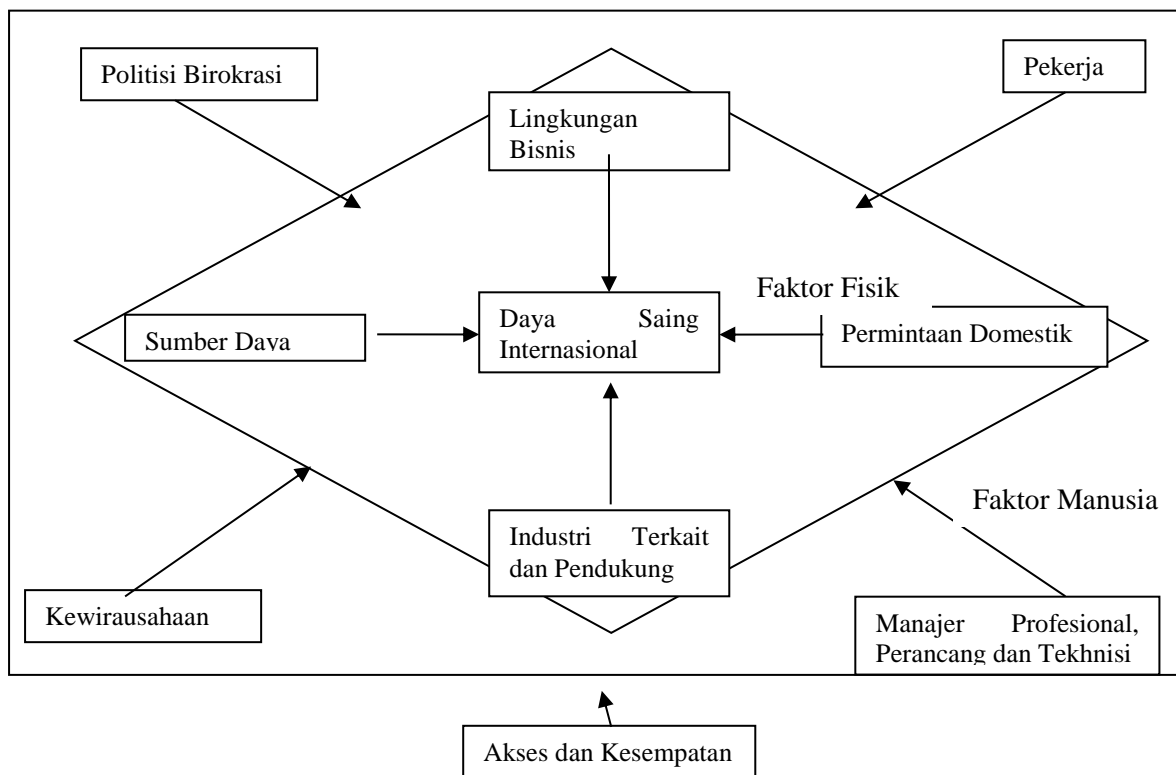 Politisi Birokrasi
Pekerja
Lingkungan
Bisnis
Faktor Fisik
Daya Saing
Internasional
Sumber Daya
Permintaan Domestik
Faktor Manusia
Industri Terkait
dan Pendukung
Kewirausahaan
Manajer Profesional,
Perancang dan Tekhnisi
Akses dan Kesempatan